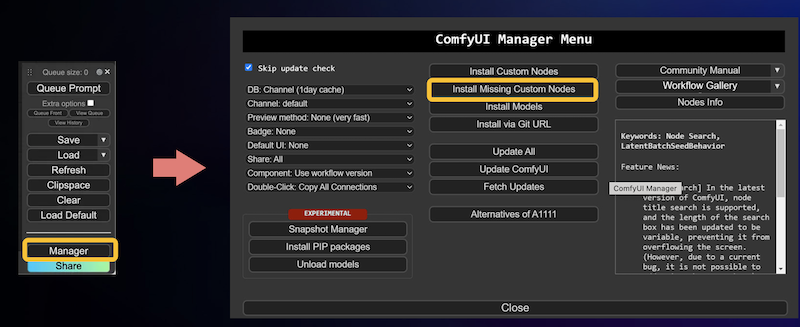 Queue size: 0
Queue Prompt
Extra options
Queue Front
View Queue
View History
Save
Load
Refresh
Clipspace
Clear
Load Default
Manager
Share
ComfyUI Manager Menu
Skip update check
DB: Channel (1day cache)
Channel: default
Preview method: None (very fast)
Badge: None
Default UI: None
Share: All
Component: Use workflow version
Double-Click: Copy All Connections
EXPERIMENTAL
Snapshot Manager
Install PIP packages
Unload models
Install Custom Nodes
Install Missing Custom Nodes
Install Models
Install via Git URL
Update All
Update ComfyUI
Fetch Updates
Alternatives of A1111
Community Manual
Workflow Gallery
Nodes Info
Keywords: Node Search,
LatentBatchSeedBehavior
Feature News:
ComfyUI Manager
] In the latest
version of ComfyUI, node
title search is supported,
and the length of the search
box has been updated to be
variable, preventing it from
overflowing the screen.
(However, due to a current
bug, it is not possible to
Close